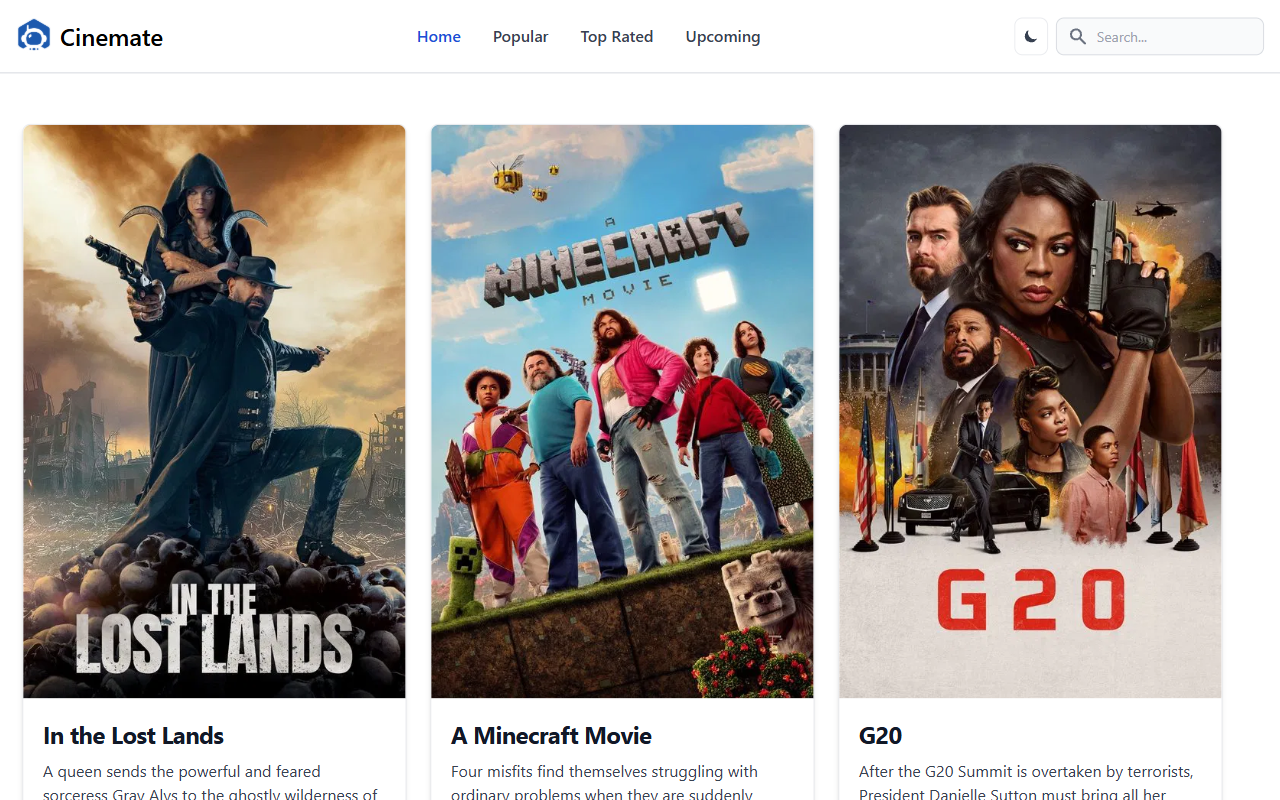 Cinemate
Home
Popular
Top Rated
Upcoming
Search...
IN THE
LOST LANDS
A
MINECRAFT
MOVIE
G20
In the Lost Lands
A queen sends the powerful and feared
sorceress Gray Alys to the ghostly wilderness of
A Minecraft Movie
Four misfits find themselves struggling with
ordinary problems when they are suddenly
G20
After the G20 Summit is overtaken by terrorists,
President Danielle Sutton must bring all her